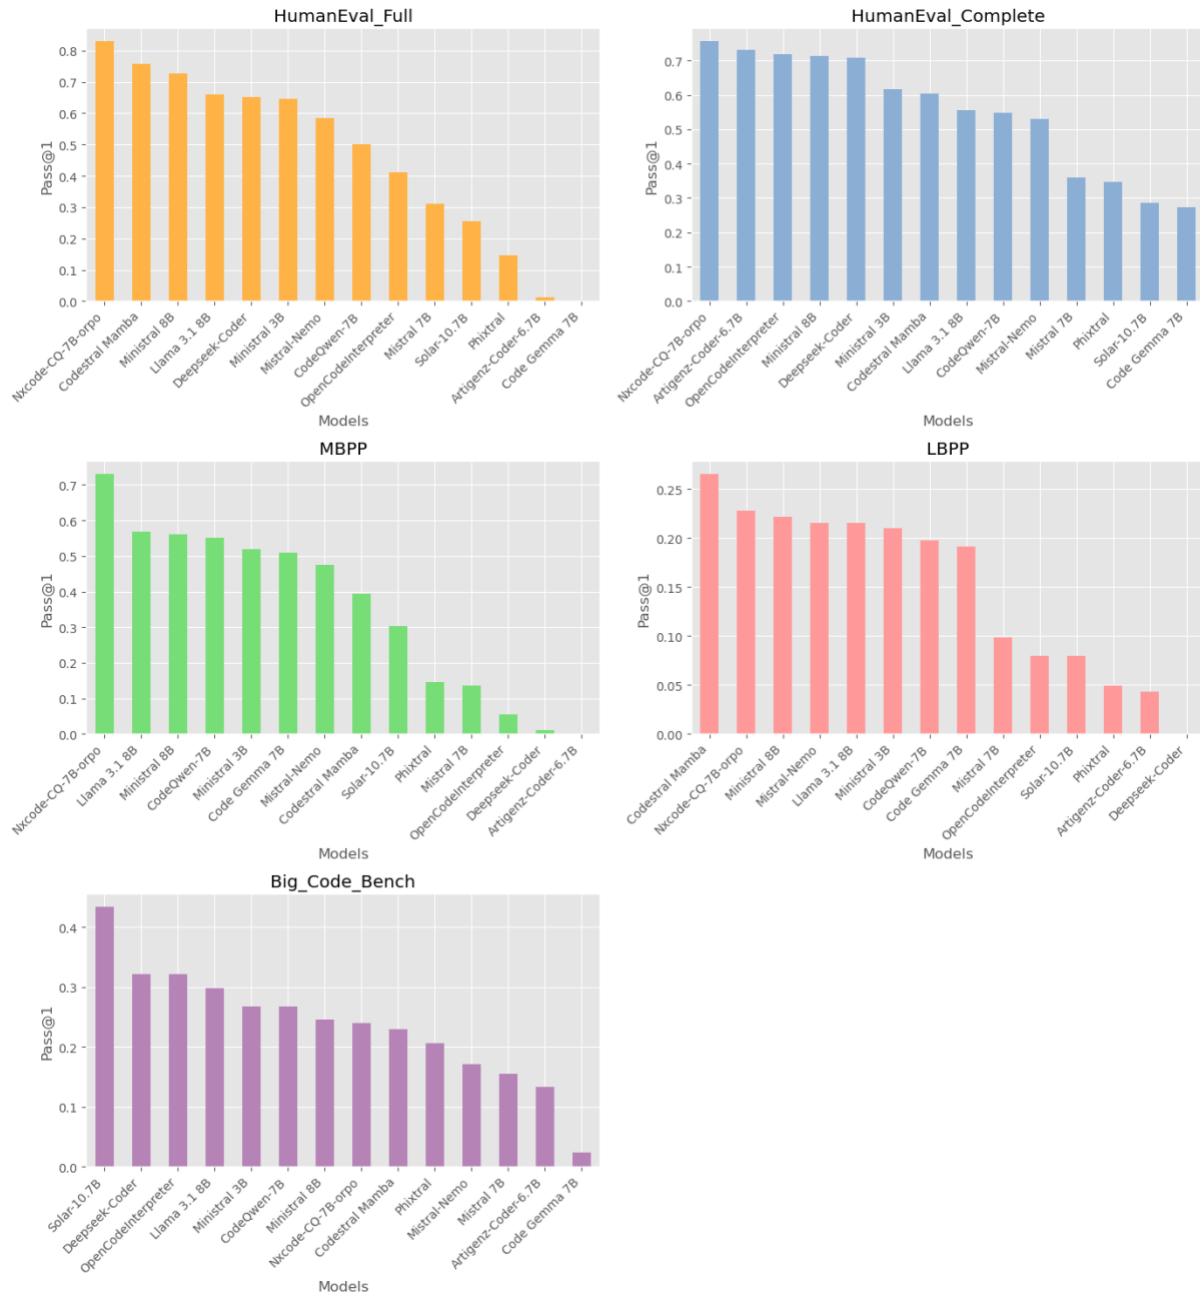 HumanEval_Full
Pass@1
0.8
0.7
0.6
0.5
0.4
0.3
0.2
0.1
0.0
Nxcode-CQ-7B-orpo
Codestral Mamba
Ministral 8B
Llama 3.1 8B
Deepseek-Coder
Ministral 3B
Mistral-Nemo
CodeQwen-7B
OpenCodeInterpreter
Mistral 7B
Solar-10.7B
Phixtral
Artigenz-Coder-6.7B
Code Gemma 7B
Models
HumanEval_Complete
Pass@1
0.7
0.6
0.5
0.4
0.3
0.2
0.1
0.0
Nxcode-CQ-7B-orpo
Artigenz-Coder-6.7B
OpenCodeInterpreter
Ministral 8B
Deepseek-Coder
Ministral 3B
Codestral Mamba
Llama 3.1 8B
CodeQwen-7B
Mistral-Nemo
Mistral 7B
Phixtral
Solar-10.7B
Code Gemma 7B
Models
MBPP
Pass@1
0.7
0.6
0.5
0.4
0.3
0.2
0.1
0.0
Nxcode-CQ-7B-orpo
Llama 3.1 8B
Ministral 8B
CodeQwen-7B
Ministral 3B
Code Gemma 7B
Mistral-Nemo
Codestral Mamba
Solar-10.7B
Phixtral
Mistral 7B
OpenCodeInterpreter
Deepseek-Coder
Artigenz-Coder-6.7B
Models
LBPP
Pass@1
0.25
0.20
0.15
0.10
0.05
0.00
Codestral Mamba
Nxcode-CQ-7B-orpo
Ministral 8B
Mistral-Nemo
Llama 3.1 8B
Ministral 3B
CodeQwen-7B
Code Gemma 7B
Mistral 7B
OpenCodeInterpreter
Solar-10.7B
Phixtral
Artigenz-Coder-6.7B
Deepseek-Coder
Models
Big_Code_Bench
Pass@1
0.4
0.3
0.2
0.1
0.0
Solar-10.7B
Deepseek-Coder
OpenCodeInterpreter
Llama 3.1 8B
Ministral 3B
CodeQwen-7B
Ministral 8B
Nxcode-CQ-7B-orpo
Codestral Mamba
Phixtral
Mistral-Nemo
Mistral 7B
Artigenz-Coder-6.7B
Code Gemma 7B
Models